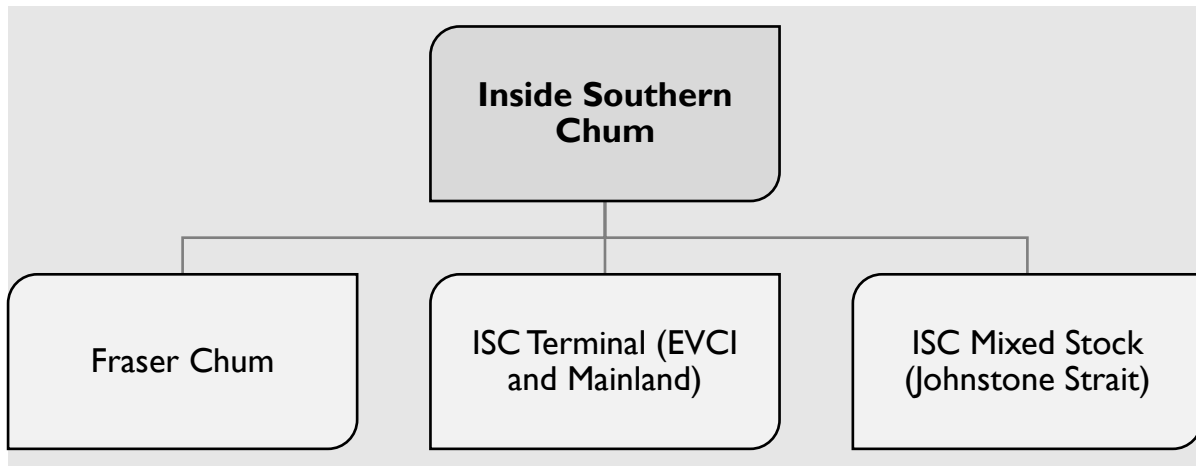 Inside Southern
Chum
Fraser Chum
ISC Terminal (EVCI
and Mainland)
ISC Mixed Stock
(Johnstone Strait)